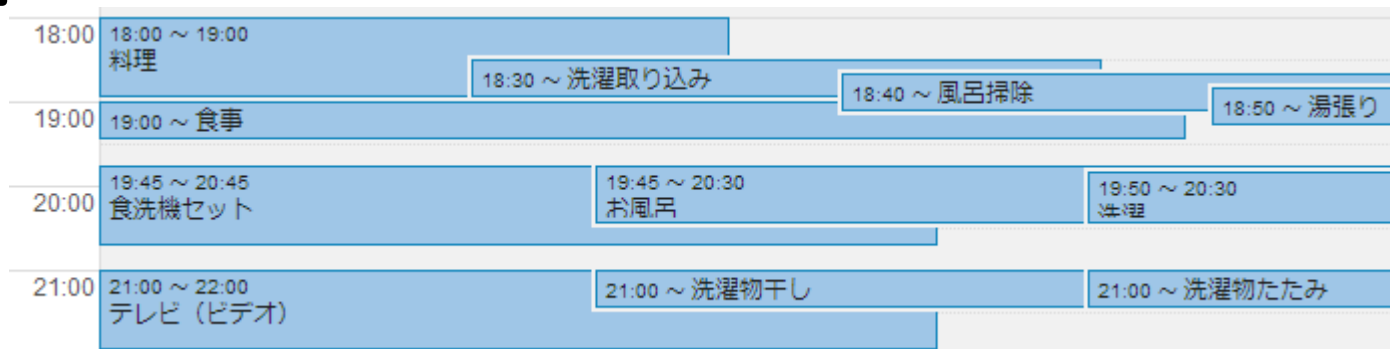 18:00
18:00 ～ 19:00
料理
18:30 ～ 洗濯取り込み
18:40 ～ 風呂掃除
18:50 ～ 湯張り
19:00
19:00 ～ 食事
20:00
19:45 ～ 20:45
食洗機セット
19:45 ～ 20:30
お風呂
19:50 ～ 20:30
洗濯
21:00
21:00 ～ 22:00
テレビ（ビデオ）
21:00 ～ 洗濯物干し
21:00 ～ 洗濯物たたみ